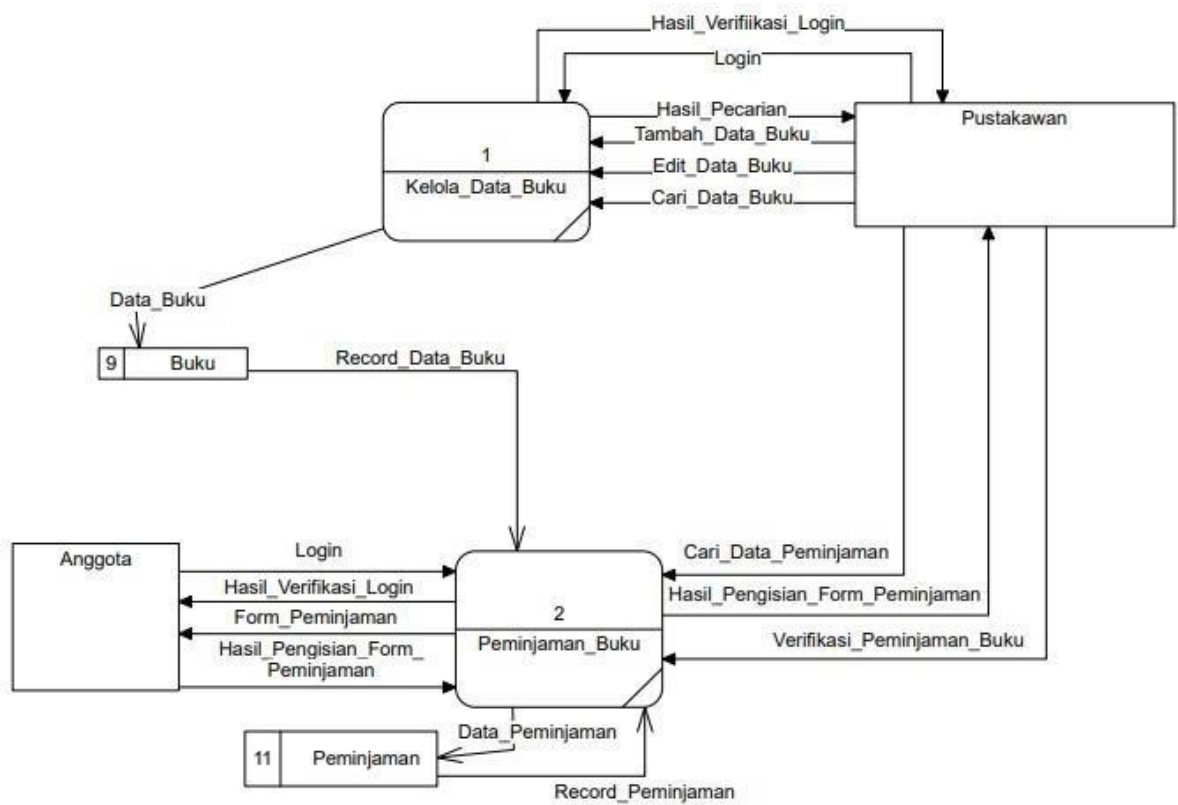 Hasil_Verifiikasi_Login
Login
Hasil_Pecarian
Tambah_Data_Buku
Edit_Data_Buku
Cari_Data_Buku
Pustakawan
1
Kelola_Data_Buku
Data_Buku
9 Buku
Record_Data_Buku
Anggota
Login
Hasil_Verifikasi_Login
Form_Peminjaman
Hasil_Pengisian_Form_
Peminjaman
2
Peminjaman_Buku
Cari_Data_Peminjaman
Hasil_Pengisian_Form_Peminjaman
Verifikasi_Peminjaman_Buku
Data_Peminjaman
11 Peminjaman
Record_Peminjaman